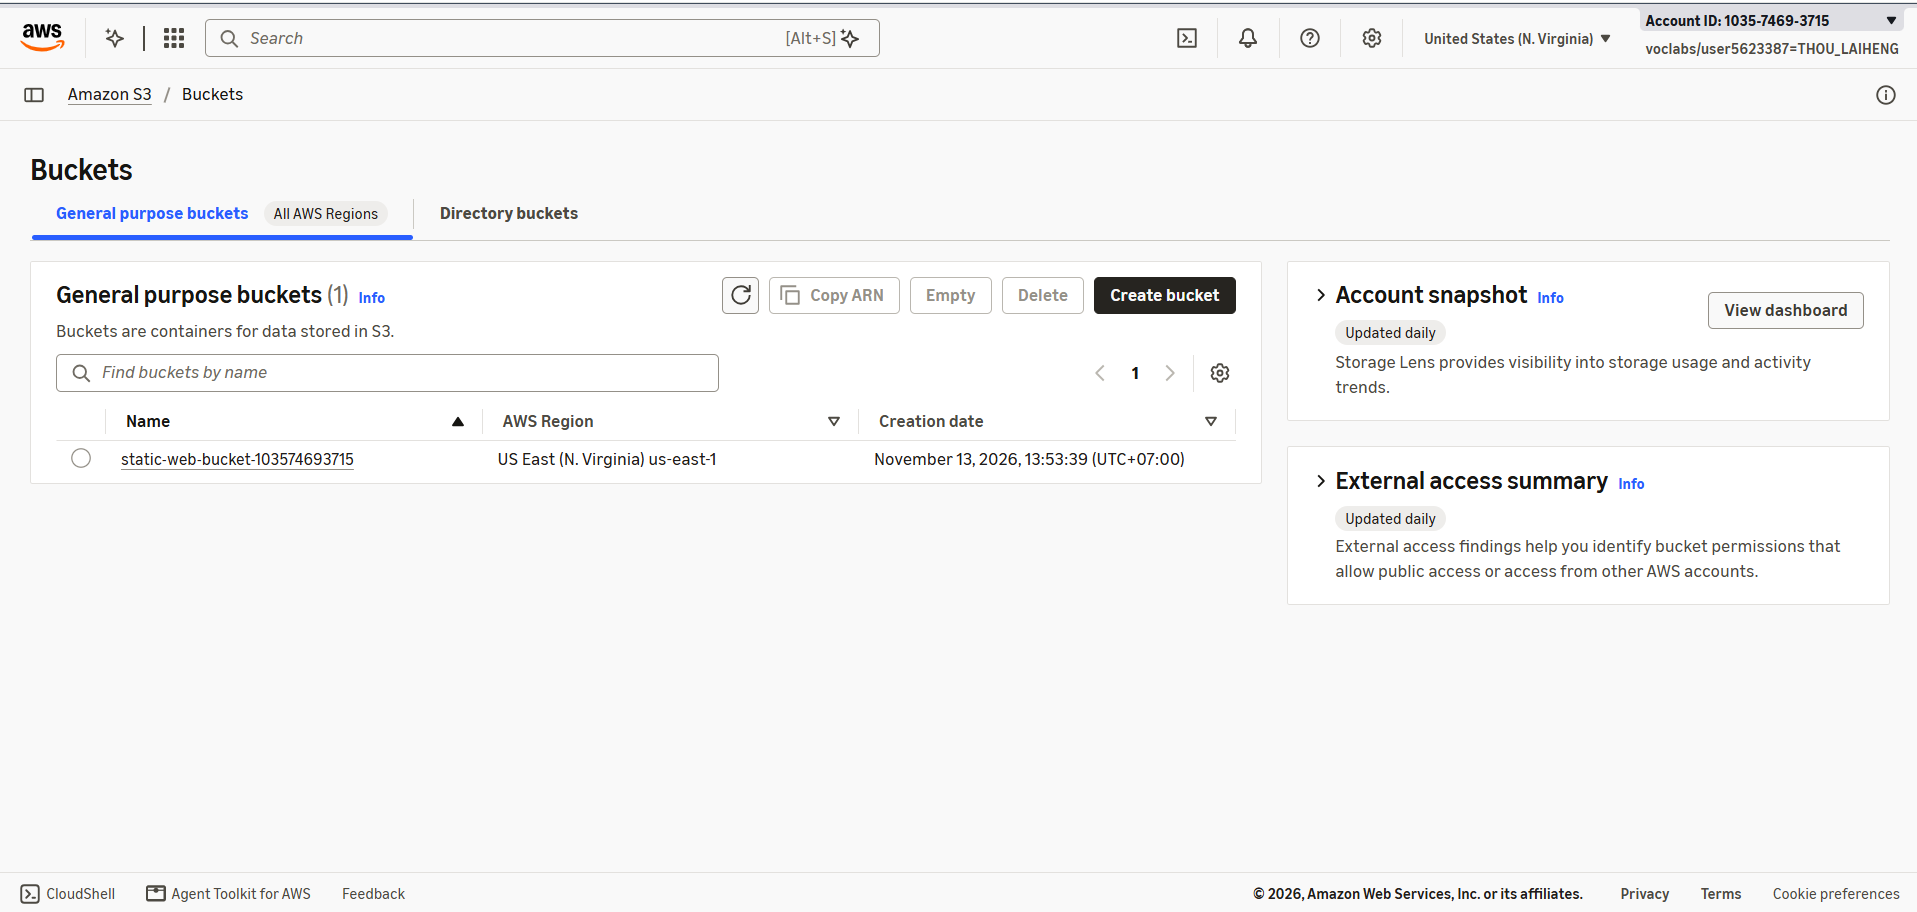 aws
Search [Alt+S]
United States (N. Virginia)
Account ID: 1035-7469-3715
voclabs/user5623387=THOU_LAIHENG
Amazon S3 / Buckets
Buckets
General purpose buckets All AWS Regions Directory buckets
General purpose buckets (1) Info
Copy ARN Empty Delete Create bucket
Buckets are containers for data stored in S3.
Find buckets by name
1
Name AWS Region Creation date
static-web-bucket-103574693715 US East (N. Virginia) us-east-1 November 13, 2026, 13:53:39 (UTC+07:00)
Account snapshot Info
View dashboard
Updated daily
Storage Lens provides visibility into storage usage and activity
trends.
External access summary Info
Updated daily
External access findings help you identify bucket permissions that
allow public access or access from other AWS accounts.
CloudShell Agent Toolkit for AWS Feedback © 2026, Amazon Web Services, Inc. or its affiliates. Privacy Terms Cookie preferences